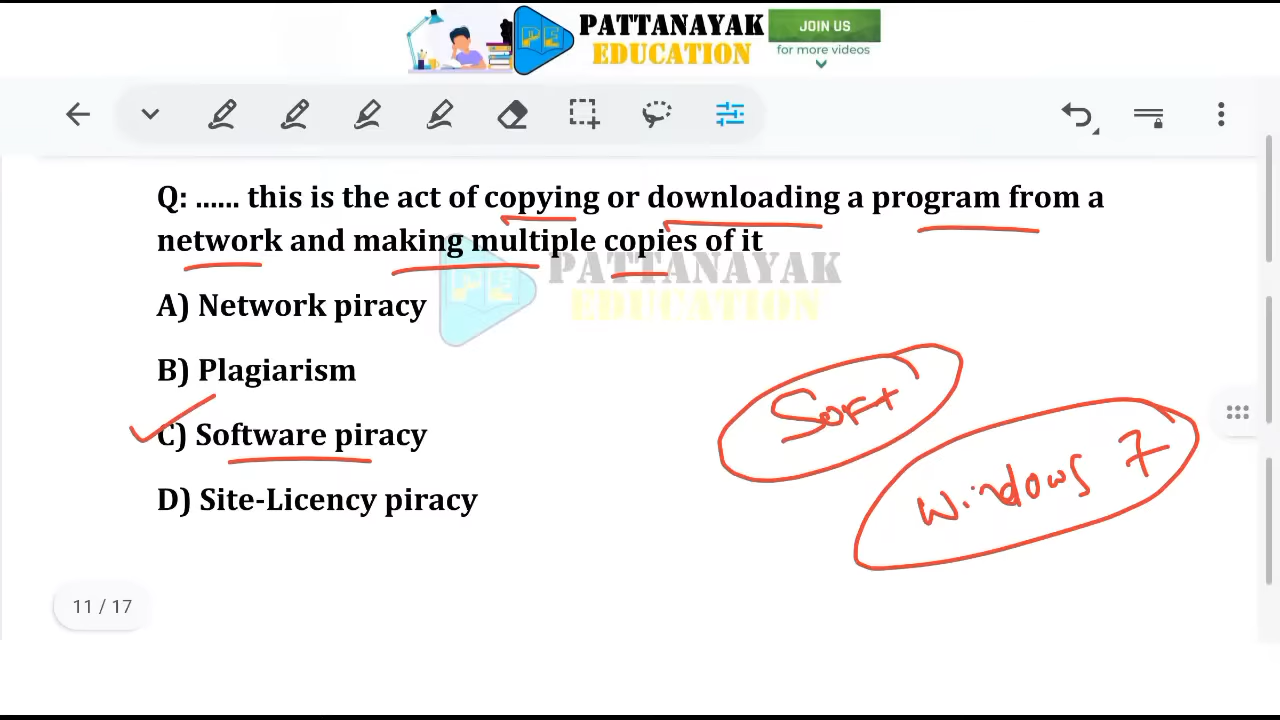 PATTANAYAK
EDUCATION
JOIN US
for more videos
Q: ...... this is the act of copying or downloading a program from a
network and making multiple copies of it
PATTANAYAK
EDUCATION
A) Network piracy
B) Plagiarism
C) Software piracy
D) Site-Licency piracy
Windows 7
11 / 17
PE
PE